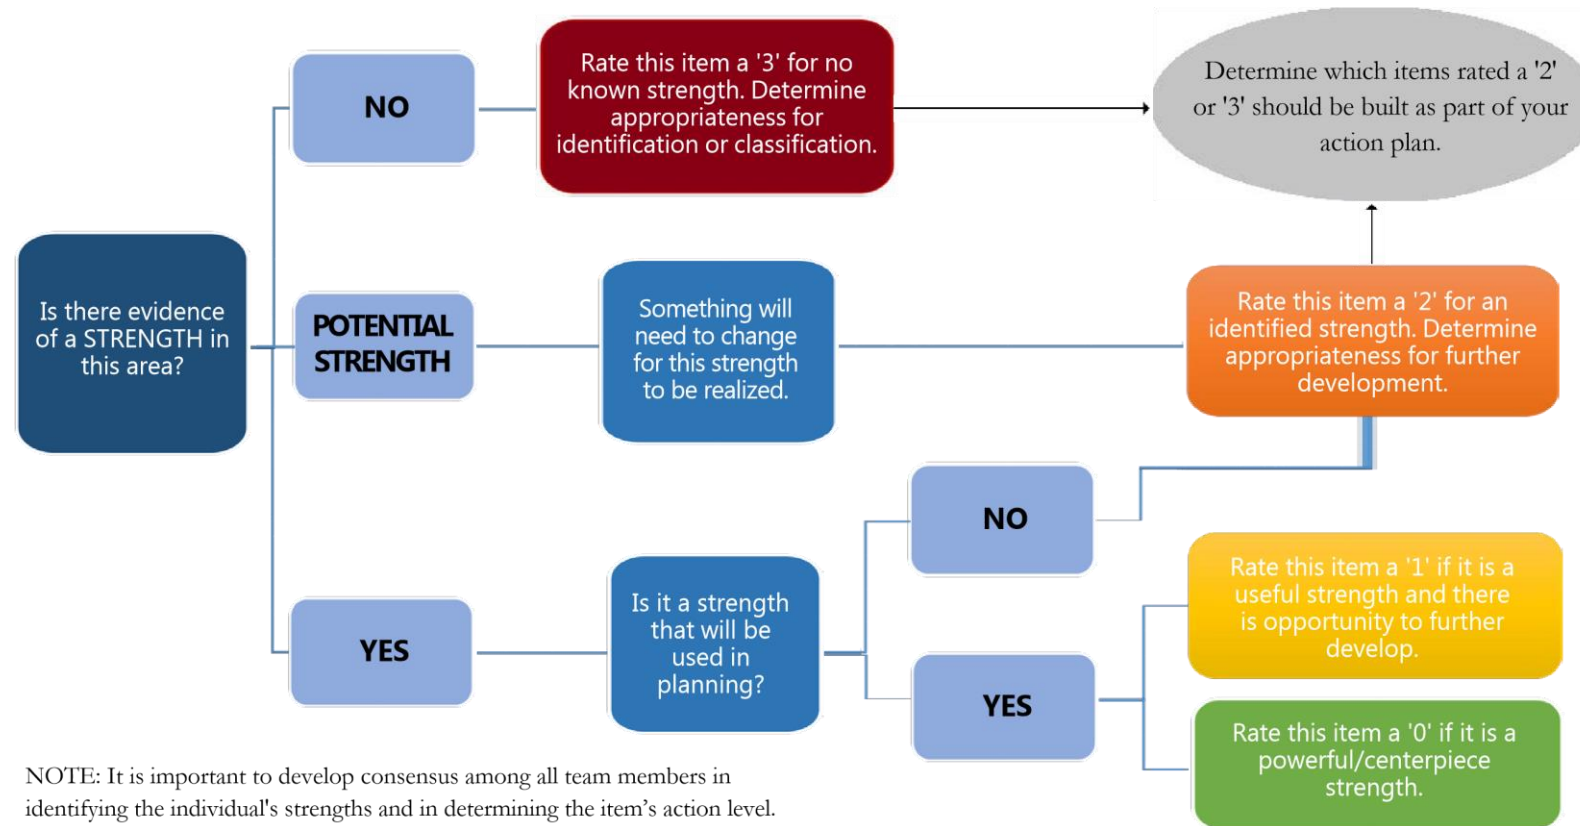 NO
Rate this item a '3' for no
known strength. Determine
appropriateness for
identification or classification.
Determine which items rated a '2'
or '3' should be built as part of your
action plan.
Is there evidence
of a STRENGTH in
this area?
POTENTIAL
STRENGTH
Something will
need to change
for this strength
to be realized.
Rate this item a '2' for an
identified strength. Determine
appropriateness for further
development.
YES
Is it a strength
that will be
used in
planning?
NO
YES
Rate this item a '1' if it is a
useful strength and there
is opportunity to further
develop.
Rate this item a '0' if it is a
powerful/centerpiece
strength.
NOTE: It is important to develop consensus among all team members in
identifying the individual's strengths and in determining the item’s action level.